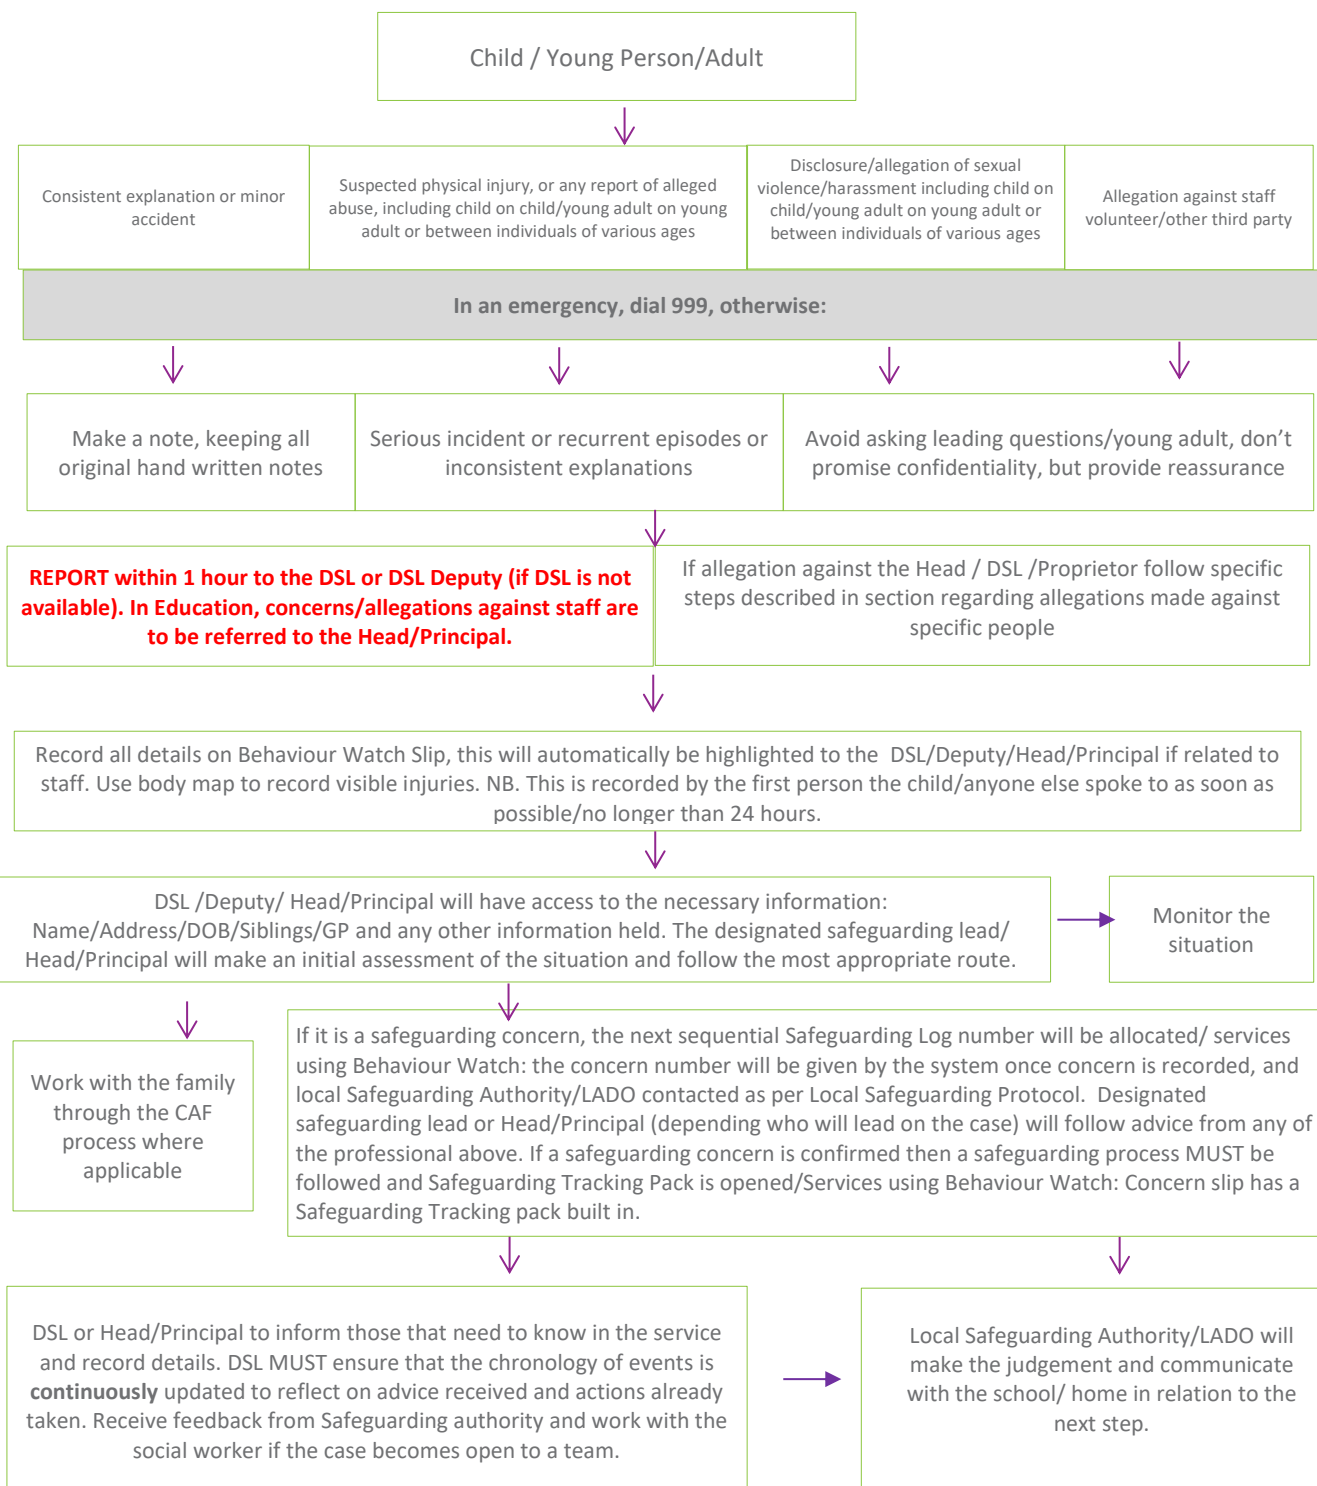 Child / Young Person/Adult
Consistent explanation or minor
accident
Suspected physical injury, or any report of alleged
abuse, including child on child/young adult on young
adult or between individuals of various ages
Disclosure/allegation of sexual
violence/harassment including child on
child/young adult on young adult or
between individuals of various ages
Allegation against staff
volunteer/other third party
In an emergency, dial 999, otherwise:
Make a note, keeping all
original hand written notes
Serious incident or recurrent episodes or
inconsistent explanations
Avoid asking leading questions/young adult, don’t
promise confidentiality, but provide reassurance
REPORT within 1 hour to the DSL or DSL Deputy (if DSL is not
available). In Education, concerns/allegations against staff are
to be referred to the Head/Principal.
If allegation against the Head / DSL /Proprietor follow specific
steps described in section regarding allegations made against
specific people
Record all details on Behaviour Watch Slip, this will automatically be highlighted to the DSL/Deputy/Head/Principal if related to
staff. Use body map to record visible injuries. NB. This is recorded by the first person the child/anyone else spoke to as soon as
possible/no longer than 24 hours.
DSL /Deputy/ Head/Principal will have access to the necessary information:
Name/Address/DOB/Siblings/GP and any other information held. The designated safeguarding lead/
Head/Principal will make an initial assessment of the situation and follow the most appropriate route.
Monitor the
situation
Work with the family
through the CAF
process where
applicable
If it is a safeguarding concern, the next sequential Safeguarding Log number will be allocated/ services
using Behaviour Watch: the concern number will be given by the system once concern is recorded, and
local Safeguarding Authority/LADO contacted as per Local Safeguarding Protocol. Designated
safeguarding lead or Head/Principal (depending who will lead on the case) will follow advice from any of
the professional above. If a safeguarding concern is confirmed then a safeguarding process MUST be
followed and Safeguarding Tracking Pack is opened/Services using Behaviour Watch: Concern slip has a
Safeguarding Tracking pack built in.
DSL or Head/Principal to inform those that need to know in the service
and record details. DSL MUST ensure that the chronology of events is
continuously updated to reflect on advice received and actions already
taken. Receive feedback from Safeguarding authority and work with the
social worker if the case becomes open to a team.
Local Safeguarding Authority/LADO will
make the judgement and communicate
with the school/ home in relation to the
next step.